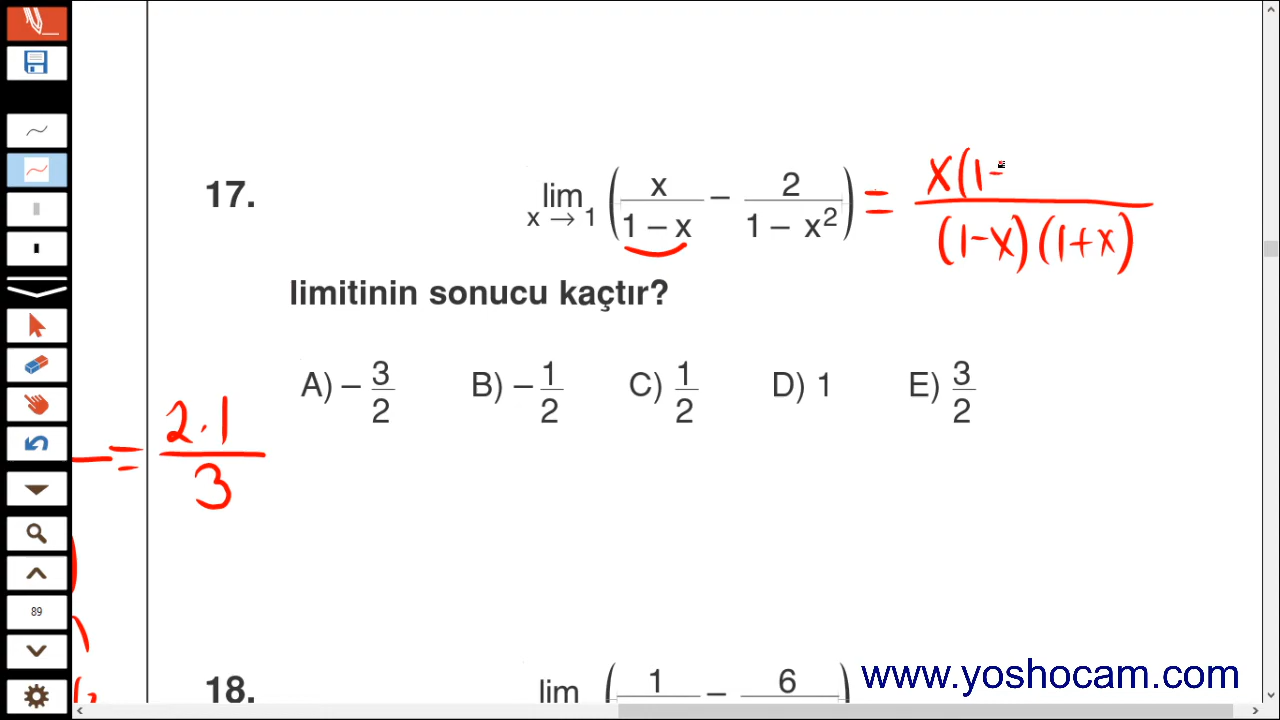 17. lim x → 1 ( x / 1 – x – 2 / 1 – x² ) = x(1- / (1-x)(1+x)
limitinin sonucu kaçtır?
A) – 3/2 B) – 1/2 C) 1/2 D) 1 E) 3/2
= 2.1 / 3
89
18. lim ( 1 – 6 )
www.yoshocam.com